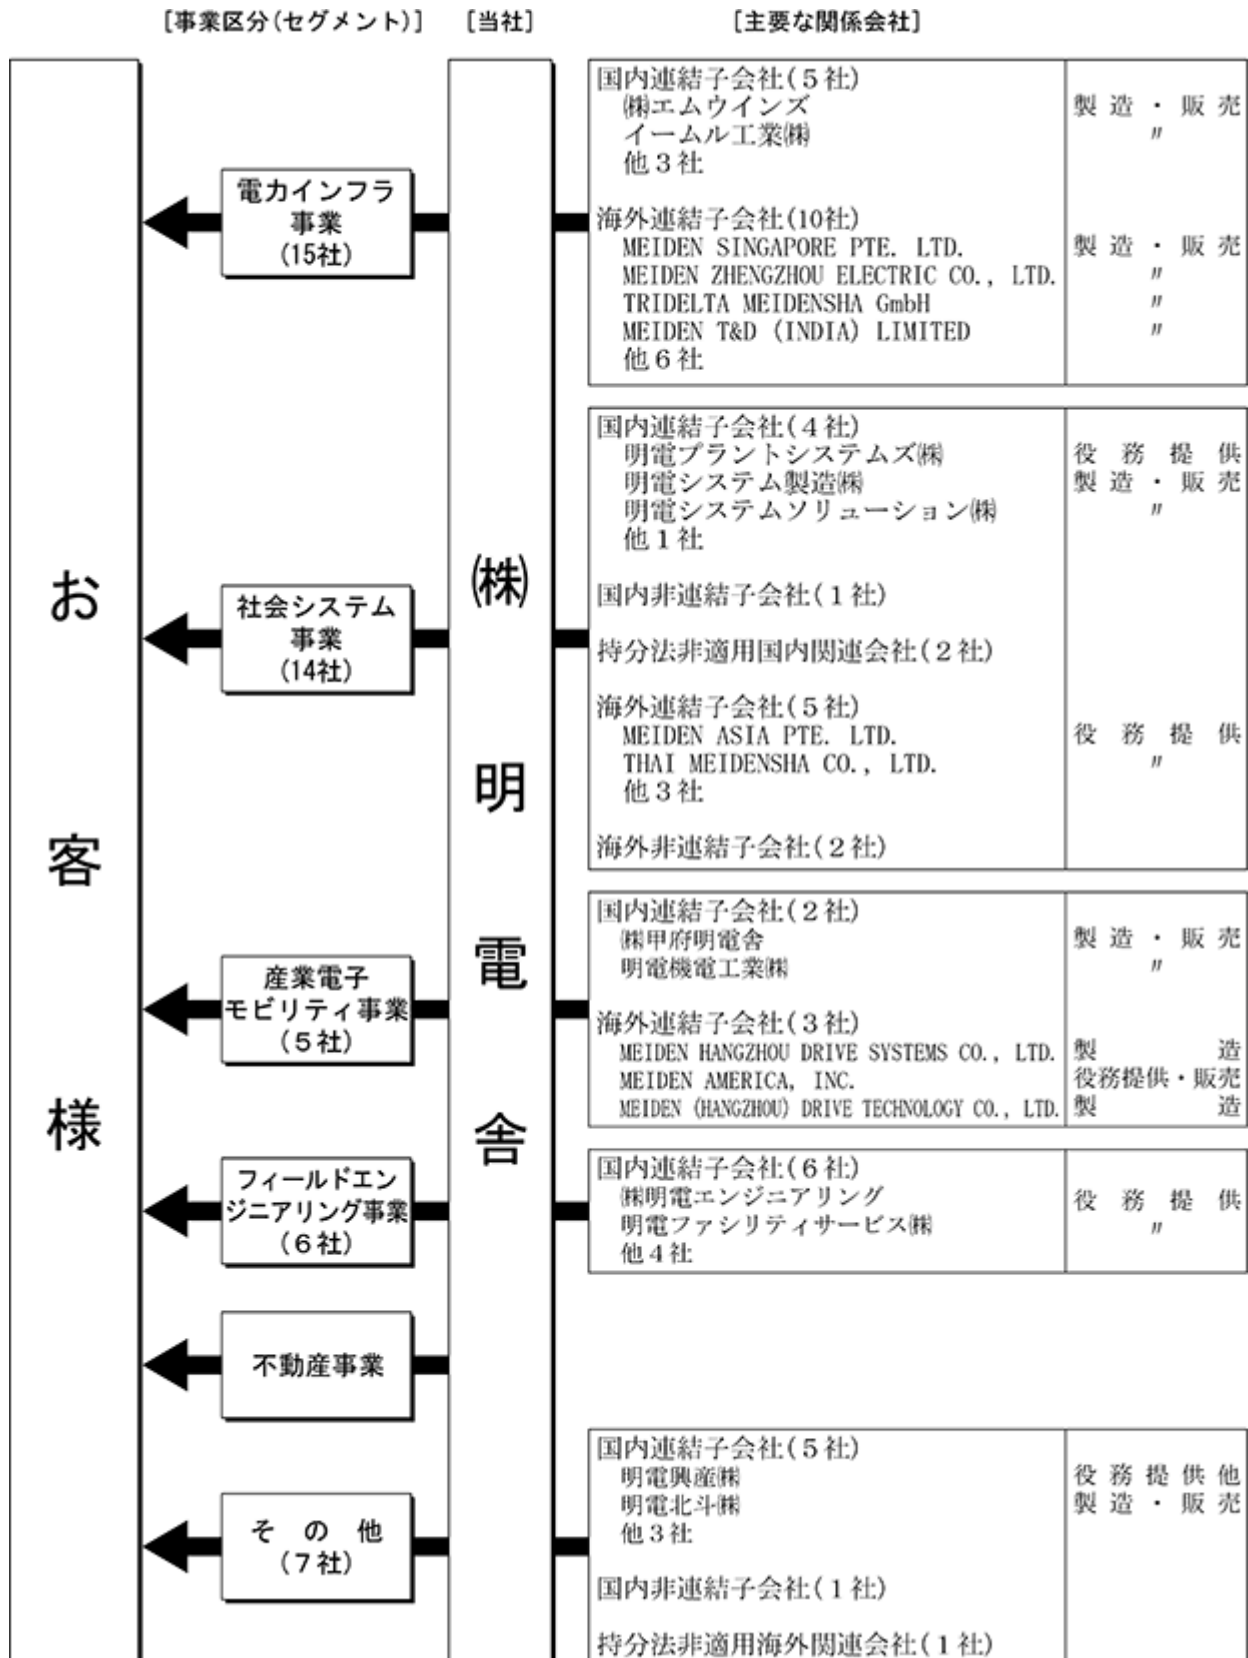 [事業区分(セグメント)] [当社] [主要な関係会社]
お客様
㈱明電舎
電力インフラ
事業
(15社)
国内連結子会社(5社)
㈱エムウインズ 製造・販売
イームル工業㈱ 〃
他3社
海外連結子会社(10社)
MEIDEN SINGAPORE PTE. LTD. 製造・販売
MEIDEN ZHENGZHOU ELECTRIC CO., LTD. 〃
TRIDELTA MEIDENSHA GmbH 〃
MEIDEN T&D (INDIA) LIMITED 〃
他6社
社会システム
事業
(14社)
国内連結子会社(4社)
明電プラントシステムズ㈱ 役務提供
明電システム製造㈱ 製造・販売
明電システムソリューション㈱ 〃
他1社
国内非連結子会社(1社)
持分法非適用国内関連会社(2社)
海外連結子会社(5社)
MEIDEN ASIA PTE. LTD. 役務提供
THAI MEIDENSHA CO., LTD. 〃
他3社
海外非連結子会社(2社)
産業電子
モビリティ事業
(5社)
国内連結子会社(2社)
㈱甲府明電舎 製造・販売
明電機電工業㈱ 〃
海外連結子会社(3社)
MEIDEN HANGZHOU DRIVE SYSTEMS CO., LTD. 製造
MEIDEN AMERICA, INC. 役務提供・販売
MEIDEN (HANGZHOU) DRIVE TECHNOLOGY CO., LTD. 製造
フィールドエン
ジニアリング事業
(6社)
国内連結子会社(6社)
㈱明電エンジニアリング 役務提供
明電ファシリティサービス㈱ 〃
他4社
不動産事業
その他
(7社)
国内連結子会社(5社)
明電興産㈱ 役務提供他
明電北斗㈱ 製造・販売
他3社
国内非連結子会社(1社)
持分法非適用海外関連会社(1社)